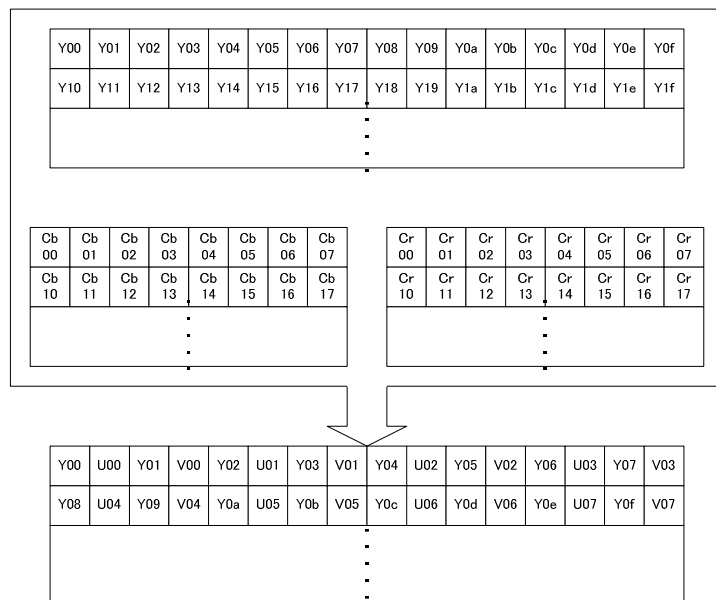 Y00 Y01 Y02 Y03 Y04 Y05 Y06 Y07 Y08 Y09 Y0a Y0b Y0c Y0d Y0e Y0f
Y10 Y11 Y12 Y13 Y14 Y15 Y16 Y17 Y18 Y19 Y1a Y1b Y1c Y1d Y1e Y1f
Cb Cb Cb Cb Cb Cb Cb Cb
00 01 02 03 04 05 06 07
Cb Cb Cb Cb Cb Cb Cb Cb
10 11 12 13 14 15 16 17
Cr Cr Cr Cr Cr Cr Cr Cr
00 01 02 03 04 05 06 07
Cr Cr Cr Cr Cr Cr Cr Cr
10 11 12 13 14 15 16 17
Y00 U00 Y01 V00 Y02 U01 Y03 V01 Y04 U02 Y05 V02 Y06 U03 Y07 V03
Y08 U04 Y09 V04 Y0a U05 Y0b V05 Y0c U06 Y0d V06 Y0e U07 Y0f V07